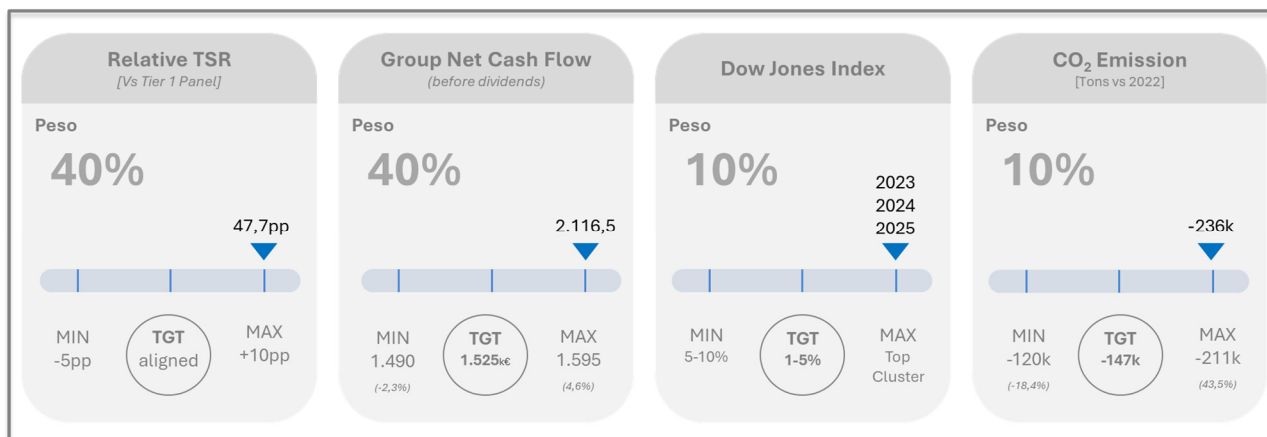 Relative TSR
[Vs Tier 1 Panel]
Peso
40%
47,7pp
MIN
-5pp
TGT
aligned
MAX
+10pp
Group Net Cash Flow
(before dividends)
Peso
40%
2.116,5
MIN
1.490
(-2,3%)
TGT
1.525k€
MAX
1.595
(4,6%)
Dow Jones Index
Peso
10%
2023
2024
2025
MIN
5-10%
TGT
1-5%
MAX
Top
Cluster
CO₂ Emission
[Tons vs 2022]
Peso
10%
-236k
MIN
-120k
(-18,4%)
TGT
-147k
MAX
-211k
(43,5%)